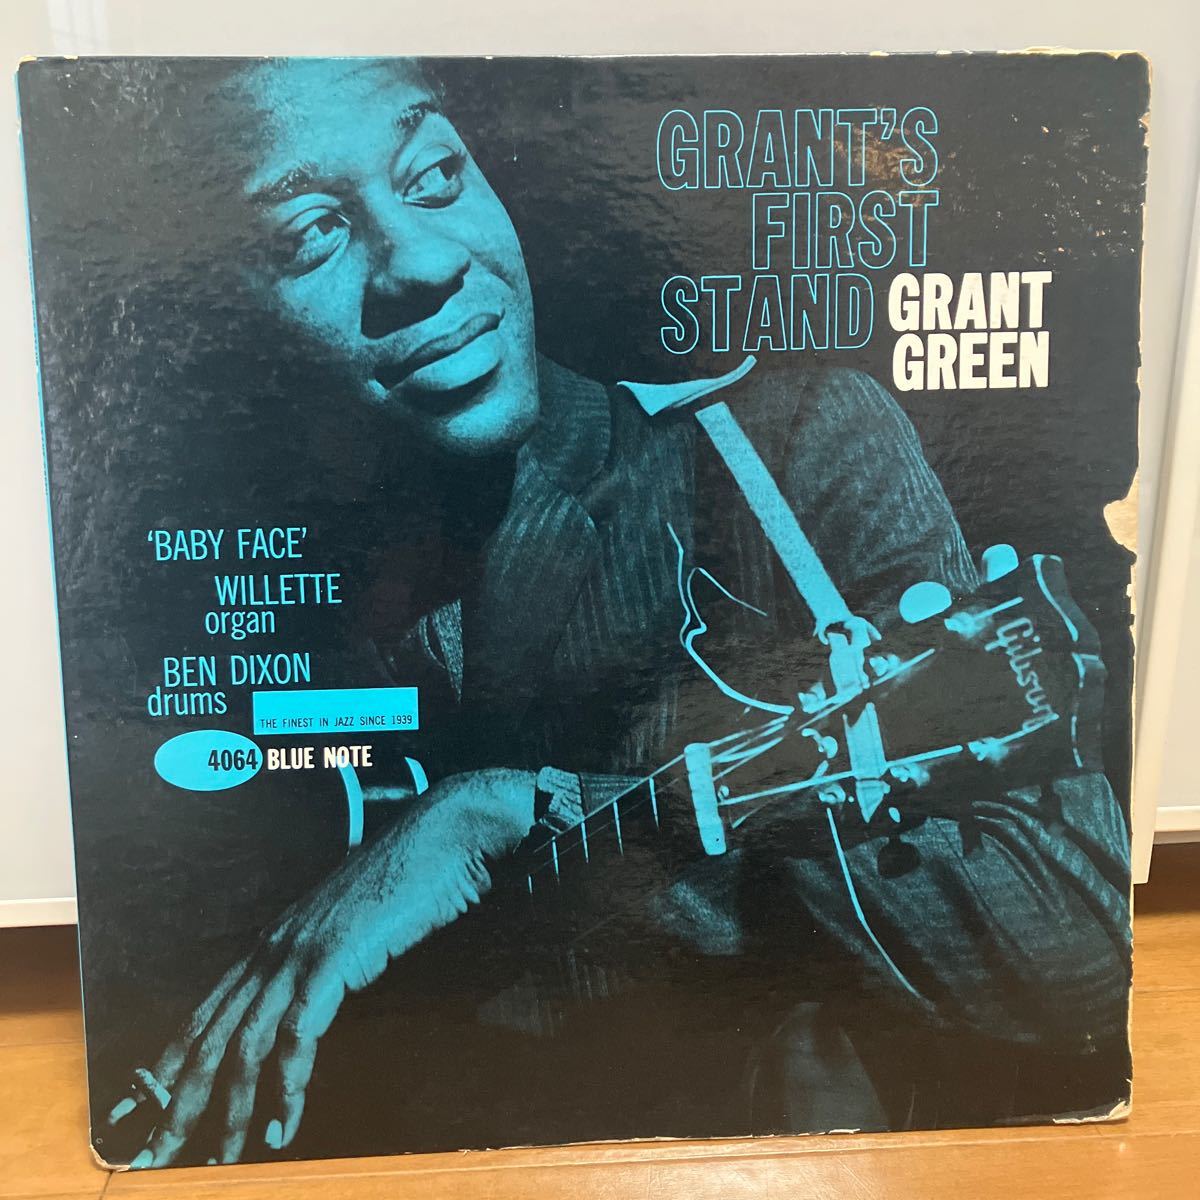 GRANT'S
FIRST
STAND
GRANT
GREEN
'BABY FACE'
WILLETTE
organ
BEN DIXON
drums
THE FINEST IN JAZZ SINCE 1939
4064 BLUE NOTE
Gibson